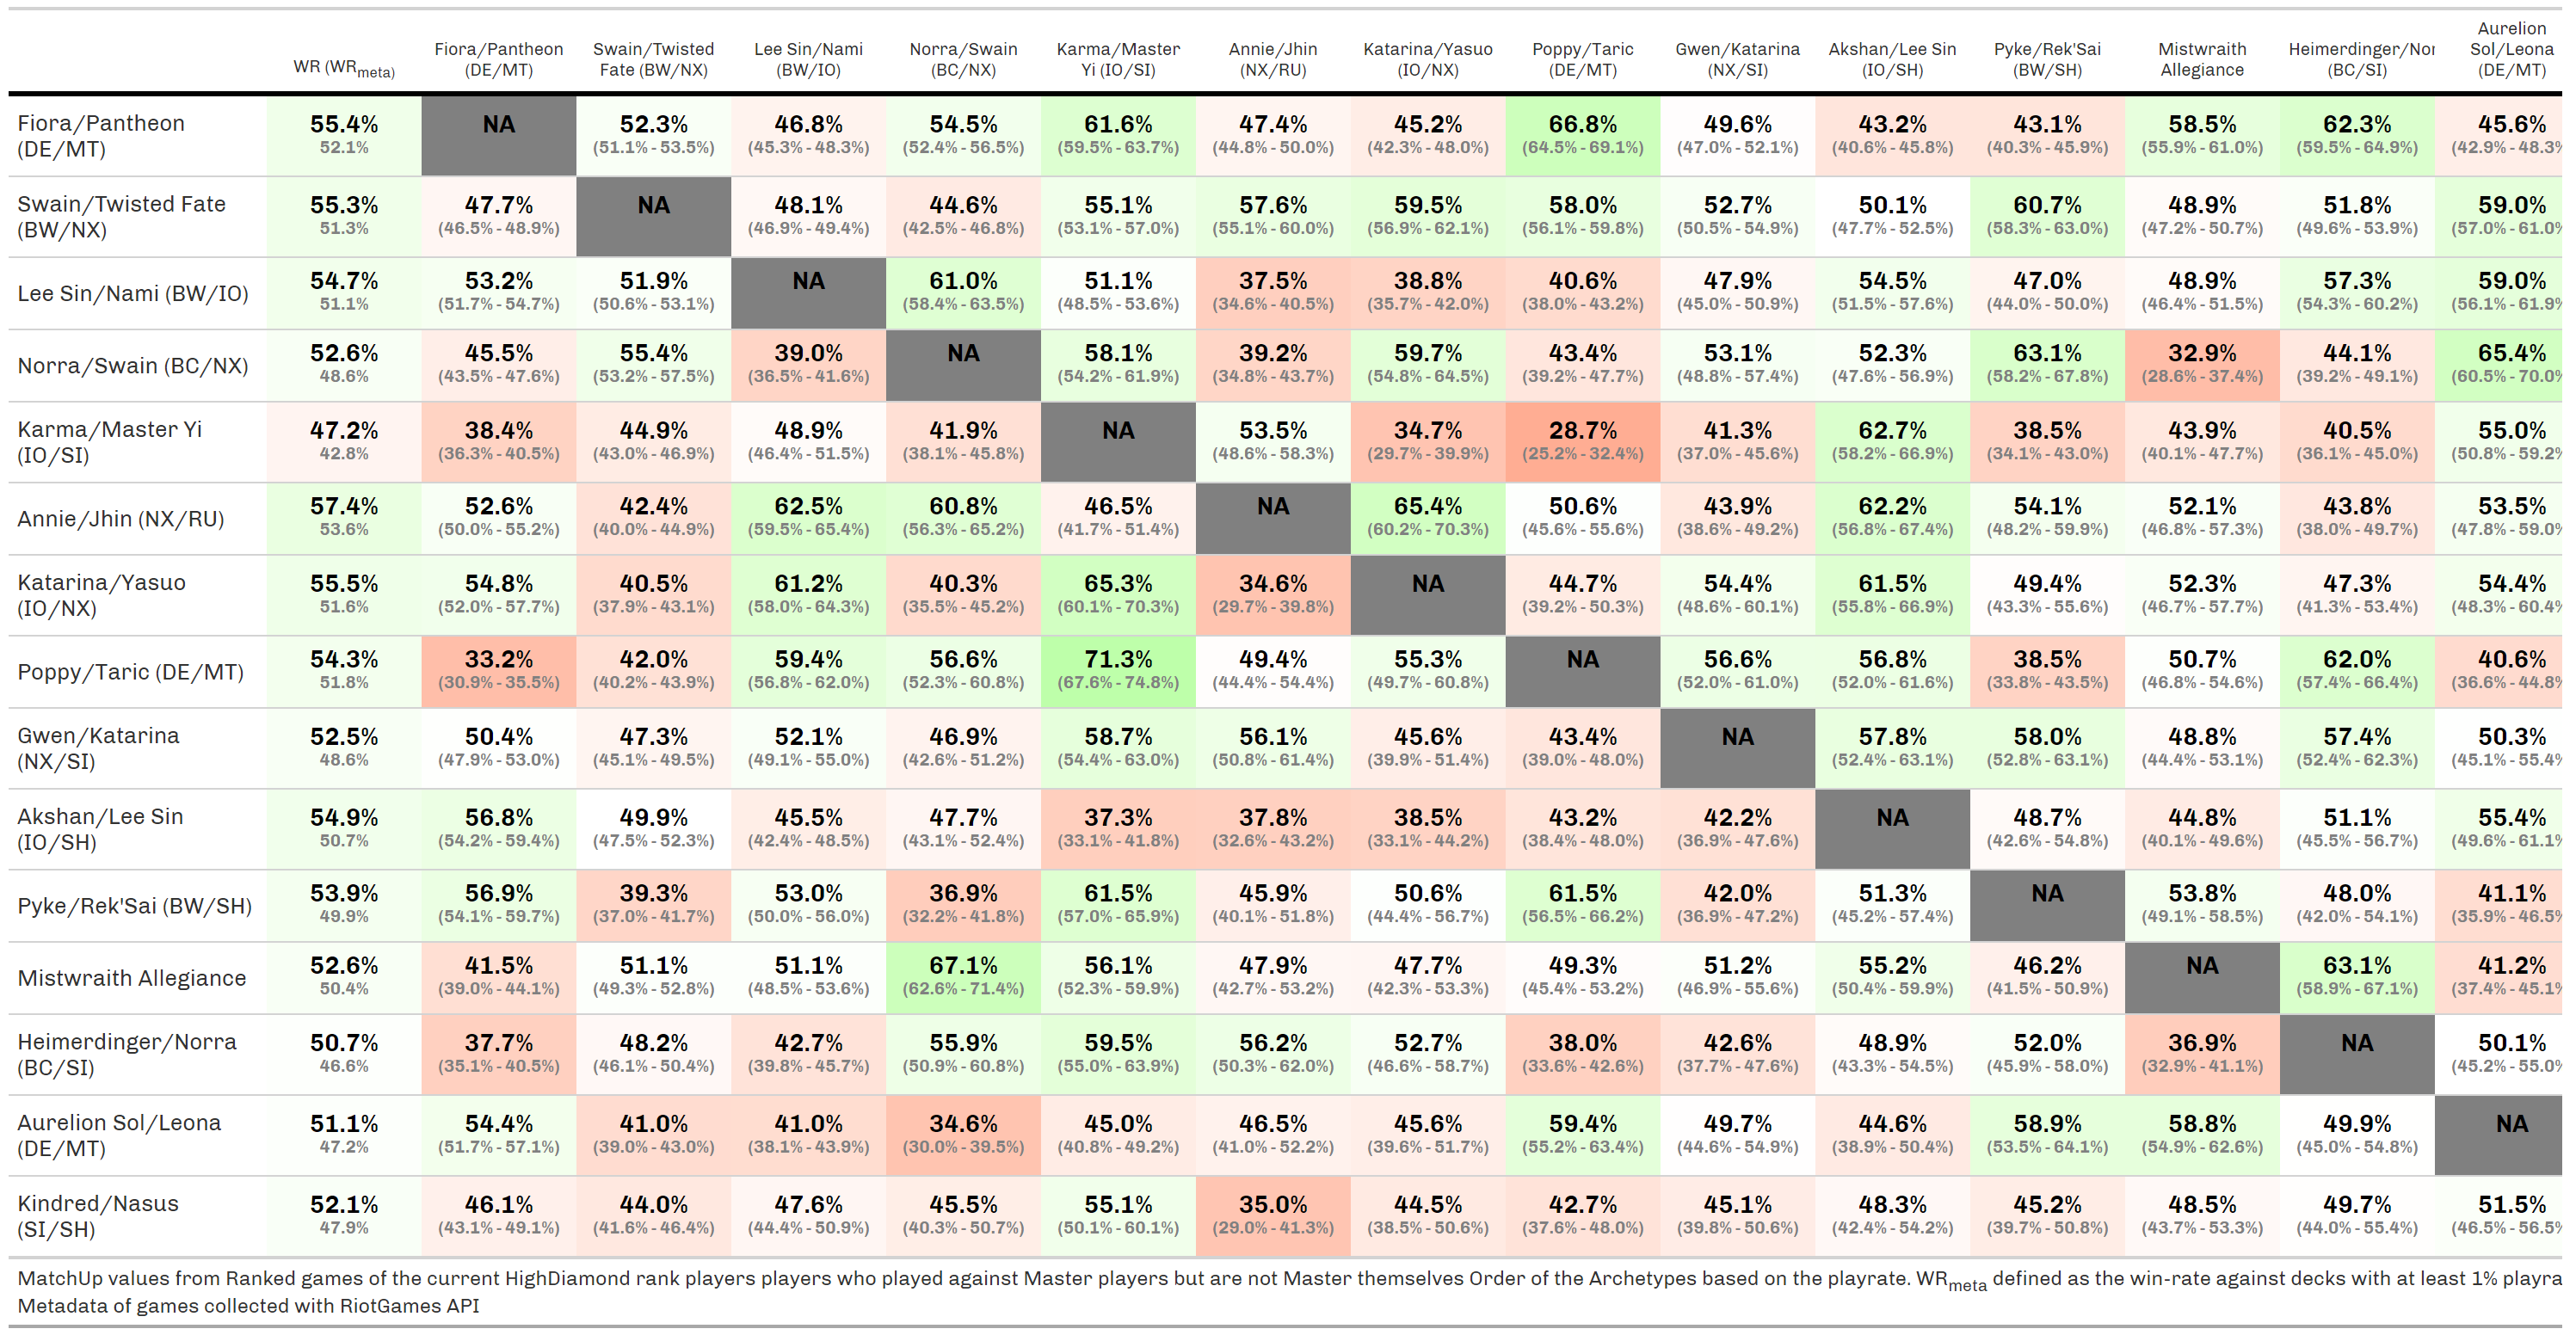 WR (WRmeta) Fiora/Pantheon (DE/MT) Swain/Twisted Fate (BW/NX) Lee Sin/Nami (BW/IO) Norra/Swain (BC/NX) Karma/Master Yi (IO/SI) Annie/Jhin (NX/RU) Katarina/Yasuo (IO/NX) Poppy/Taric (DE/MT) Gwen/Katarina (NX/SI) Akshan/Lee Sin (IO/SH) Pyke/Rek'Sai (BW/SH) Mistwraith Allegiance Heimerdinger/Nor (BC/SI) Aurelion Sol/Leona (DE/MT)
Fiora/Pantheon 55.4% NA 52.3% 46.8% 54.5% 61.6% 47.4% 45.2% 66.8% 49.6% 43.2% 43.1% 58.5% 62.3% 45.6%
(DE/MT) 52.1% (51.1% - 53.5%) (45.3% - 48.3%) (52.4% - 56.5%) (59.5% - 63.7%) (44.8% - 50.0%) (42.3% - 48.0%) (64.5% - 69.1%) (47.0% - 52.1%) (40.6% - 45.8%) (40.3% - 45.9%) (55.9% - 61.0%) (59.5% - 64.9%) (42.9% - 48.3%
Swain/Twisted Fate 55.3% 47.7% NA 48.1% 44.6% 55.1% 57.6% 59.5% 58.0% 52.7% 50.1% 60.7% 48.9% 51.8% 59.0%
(BW/NX) 51.3% (46.5% - 48.9%) (46.9% - 49.4%) (42.5% - 46.8%) (53.1% - 57.0%) (55.1% - 60.0%) (56.9% - 62.1%) (56.1% - 59.8%) (50.5% - 54.9%) (47.7% - 52.5%) (58.3% - 63.0%) (47.2% - 50.7%) (49.6% - 53.9%) (57.0% - 61.0%
Lee Sin/Nami (BW/IO) 54.7% 53.2% 51.9% NA 61.0% 51.1% 37.5% 38.8% 40.6% 47.9% 54.5% 47.0% 48.9% 57.3% 59.0%
51.1% (51.7% - 54.7%) (50.6% - 53.1%) (58.4% - 63.5%) (48.5% - 53.6%) (34.6% - 40.5%) (35.7% - 42.0%) (38.0% - 43.2%) (45.0% - 50.9%) (51.5% - 57.6%) (44.0% - 50.0%) (46.4% - 51.5%) (54.3% - 60.2%) (56.1% - 61.9%
Norra/Swain (BC/NX) 52.6% 45.5% 55.4% 39.0% NA 58.1% 39.2% 59.7% 43.4% 53.1% 52.3% 63.1% 32.9% 44.1% 65.4%
48.6% (43.5% - 47.6%) (53.2% - 57.5%) (36.5% - 41.6%) (54.2% - 61.9%) (34.8% - 43.7%) (54.8% - 64.5%) (39.2% - 47.7%) (48.8% - 57.4%) (47.6% - 56.9%) (58.2% - 67.8%) (28.6% - 37.4%) (39.2% - 49.1%) (60.5% - 70.0%
Karma/Master Yi 47.2% 38.4% 44.9% 48.9% 41.9% NA 53.5% 34.7% 28.7% 41.3% 62.7% 38.5% 43.9% 40.5% 55.0%
(IO/SI) 42.8% (36.3% - 40.5%) (43.0% - 46.9%) (46.4% - 51.5%) (38.1% - 45.8%) (48.6% - 58.3%) (29.7% - 39.9%) (25.2% - 32.4%) (37.0% - 45.6%) (58.2% - 66.9%) (34.1% - 43.0%) (40.1% - 47.7%) (36.1% - 45.0%) (50.8% - 59.2%
Annie/Jhin (NX/RU) 57.4% 52.6% 42.4% 62.5% 60.8% 46.5% NA 65.4% 50.6% 43.9% 62.2% 54.1% 52.1% 43.8% 53.5%
53.6% (50.0% - 55.2%) (40.0% - 44.9%) (59.5% - 65.4%) (56.3% - 65.2%) (41.7% - 51.4%) (60.2% - 70.3%) (45.6% - 55.6%) (38.6% - 49.2%) (56.8% - 67.4%) (48.2% - 59.9%) (46.8% - 57.3%) (38.0% - 49.7%) (47.8% - 59.0%
Katarina/Yasuo 55.5% 54.8% 40.5% 61.2% 40.3% 65.3% 34.6% NA 44.7% 54.4% 61.5% 49.4% 52.3% 47.3% 54.4%
(IO/NX) 51.6% (52.0% - 57.7%) (37.9% - 43.1%) (58.0% - 64.3%) (35.5% - 45.2%) (60.1% - 70.3%) (29.7% - 39.8%) (39.2% - 50.3%) (48.6% - 60.1%) (55.8% - 66.9%) (43.3% - 55.6%) (46.7% - 57.7%) (41.3% - 53.4%) (48.3% - 60.4%
Poppy/Taric (DE/MT) 54.3% 33.2% 42.0% 59.4% 56.6% 71.3% 49.4% 55.3% NA 56.6% 56.8% 38.5% 50.7% 62.0% 40.6%
51.8% (30.9% - 35.5%) (40.2% - 43.9%) (56.8% - 62.0%) (52.3% - 60.8%) (67.6% - 74.8%) (44.4% - 54.4%) (49.7% - 60.8%) (52.0% - 61.0%) (52.0% - 61.6%) (33.8% - 43.5%) (46.8% - 54.6%) (57.4% - 66.4%) (36.6% - 44.8%
Gwen/Katarina 52.5% 50.4% 47.3% 52.1% 46.9% 58.7% 56.1% 45.6% 43.4% NA 57.8% 58.0% 48.8% 57.4% 50.3%
(NX/SI) 48.6% (47.9% - 53.0%) (45.1% - 49.5%) (49.1% - 55.0%) (42.6% - 51.2%) (54.4% - 63.0%) (50.8% - 61.4%) (39.9% - 51.4%) (39.0% - 48.0%) (52.4% - 63.1%) (52.8% - 63.1%) (44.4% - 53.1%) (52.4% - 62.3%) (45.1% - 55.4%
Akshan/Lee Sin 54.9% 56.8% 49.9% 45.5% 47.7% 37.3% 37.8% 38.5% 43.2% 42.2% NA 48.7% 44.8% 51.1% 55.4%
(IO/SH) 50.7% (54.2% - 59.4%) (47.5% - 52.3%) (42.4% - 48.5%) (43.1% - 52.4%) (33.1% - 41.8%) (32.6% - 43.2%) (33.1% - 44.2%) (38.4% - 48.0%) (36.9% - 47.6%) (42.6% - 54.8%) (40.1% - 49.6%) (45.5% - 56.7%) (49.6% - 61.1%
Pyke/Rek'Sai (BW/SH) 53.9% 56.9% 39.3% 53.0% 36.9% 61.5% 45.9% 50.6% 61.5% 42.0% 51.3% NA 53.8% 48.0% 41.1%
49.9% (54.1% - 59.7%) (37.0% - 41.7%) (50.0% - 56.0%) (32.2% - 41.8%) (57.0% - 65.9%) (40.1% - 51.8%) (44.4% - 56.7%) (56.5% - 66.2%) (36.9% - 47.2%) (45.2% - 57.4%) (49.1% - 58.5%) (42.0% - 54.1%) (35.9% - 46.5%
Mistwraith Allegiance 52.6% 41.5% 51.1% 51.1% 67.1% 56.1% 47.9% 47.7% 49.3% 51.2% 55.2% 46.2% NA 63.1% 41.2%
50.4% (39.0% - 44.1%) (49.3% - 52.8%) (48.5% - 53.6%) (62.6% - 71.4%) (52.3% - 59.9%) (42.7% - 53.2%) (42.3% - 53.3%) (45.4% - 53.2%) (46.9% - 55.6%) (50.4% - 59.9%) (41.5% - 50.9%) (58.9% - 67.1%) (37.4% - 45.1%
Heimerdinger/Norra 50.7% 37.7% 48.2% 42.7% 55.9% 59.5% 56.2% 52.7% 38.0% 42.6% 48.9% 52.0% 36.9% NA 50.1%
(BC/SI) 46.6% (35.1% - 40.5%) (46.1% - 50.4%) (39.8% - 45.7%) (50.9% - 60.8%) (55.0% - 63.9%) (50.3% - 62.0%) (46.6% - 58.7%) (33.6% - 42.6%) (37.7% - 47.6%) (43.3% - 54.5%) (45.9% - 58.0%) (32.9% - 41.1%) (45.2% - 55.0%
Aurelion Sol/Leona 51.1% 54.4% 41.0% 41.0% 34.6% 45.0% 46.5% 45.6% 59.4% 49.7% 44.6% 58.9% 58.8% 49.9% NA
(DE/MT) 47.2% (51.7% - 57.1%) (39.0% - 43.0%) (38.1% - 43.9%) (30.0% - 39.5%) (40.8% - 49.2%) (41.0% - 52.2%) (39.6% - 51.7%) (55.2% - 63.4%) (44.6% - 54.9%) (38.9% - 50.4%) (53.5% - 64.1%) (54.9% - 62.6%) (45.0% - 54.8%)
Kindred/Nasus 52.1% 46.1% 44.0% 47.6% 45.5% 55.1% 35.0% 44.5% 42.7% 45.1% 48.3% 45.2% 48.5% 49.7% 51.5%
(SI/SH) 47.9% (43.1% - 49.1%) (41.6% - 46.4%) (44.4% - 50.9%) (40.3% - 50.7%) (50.1% - 60.1%) (29.0% - 41.3%) (38.5% - 50.6%) (37.6% - 48.0%) (39.8% - 50.6%) (42.4% - 54.2%) (39.7% - 50.8%) (43.7% - 53.3%) (44.0% - 55.4%) (46.5% - 56.5%
MatchUp values from Ranked games of the current HighDiamond rank players players who played against Master players but are not Master themselves Order of the Archetypes based on the playrate. WRmeta defined as the win-rate against decks with at least 1% playra
Metadata of games collected with RiotGames API